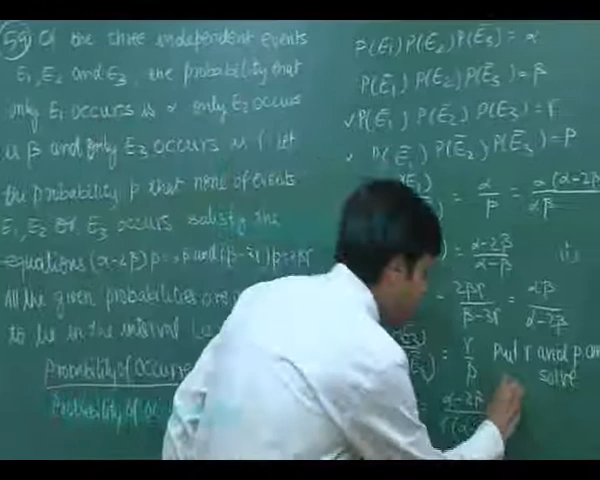 59) Of the three independent events
E₁, E₂ and E₃, the probability that
only E₁ occurs is α only E₂ occurs
is β and only E₃ occurs is γ. Let
the probability p that none of events
E₁, E₂ or E₃ occurs satisfy the
equations (α-2β)p = αβ and (β-3γ)p=2βγ
All the given probabilities are
to lie in the interval
Probability of occur
Probability of
P(E₁) P(Ē₂) P(Ē₃) = α
P(Ē₁) P(E₂) P(Ē₃) = β
✓P(Ē₁) P(Ē₂) P(E₃) = γ
P(Ē₁) P(Ē₂) P(Ē₃) = p
= α/p = α(α-2β)/αβ
= (α-2β)/(α-β)
= 2βγ/(β-3γ) = αβ/(α-2β)
= γ/p
Put γ and p an
solve
α-2β